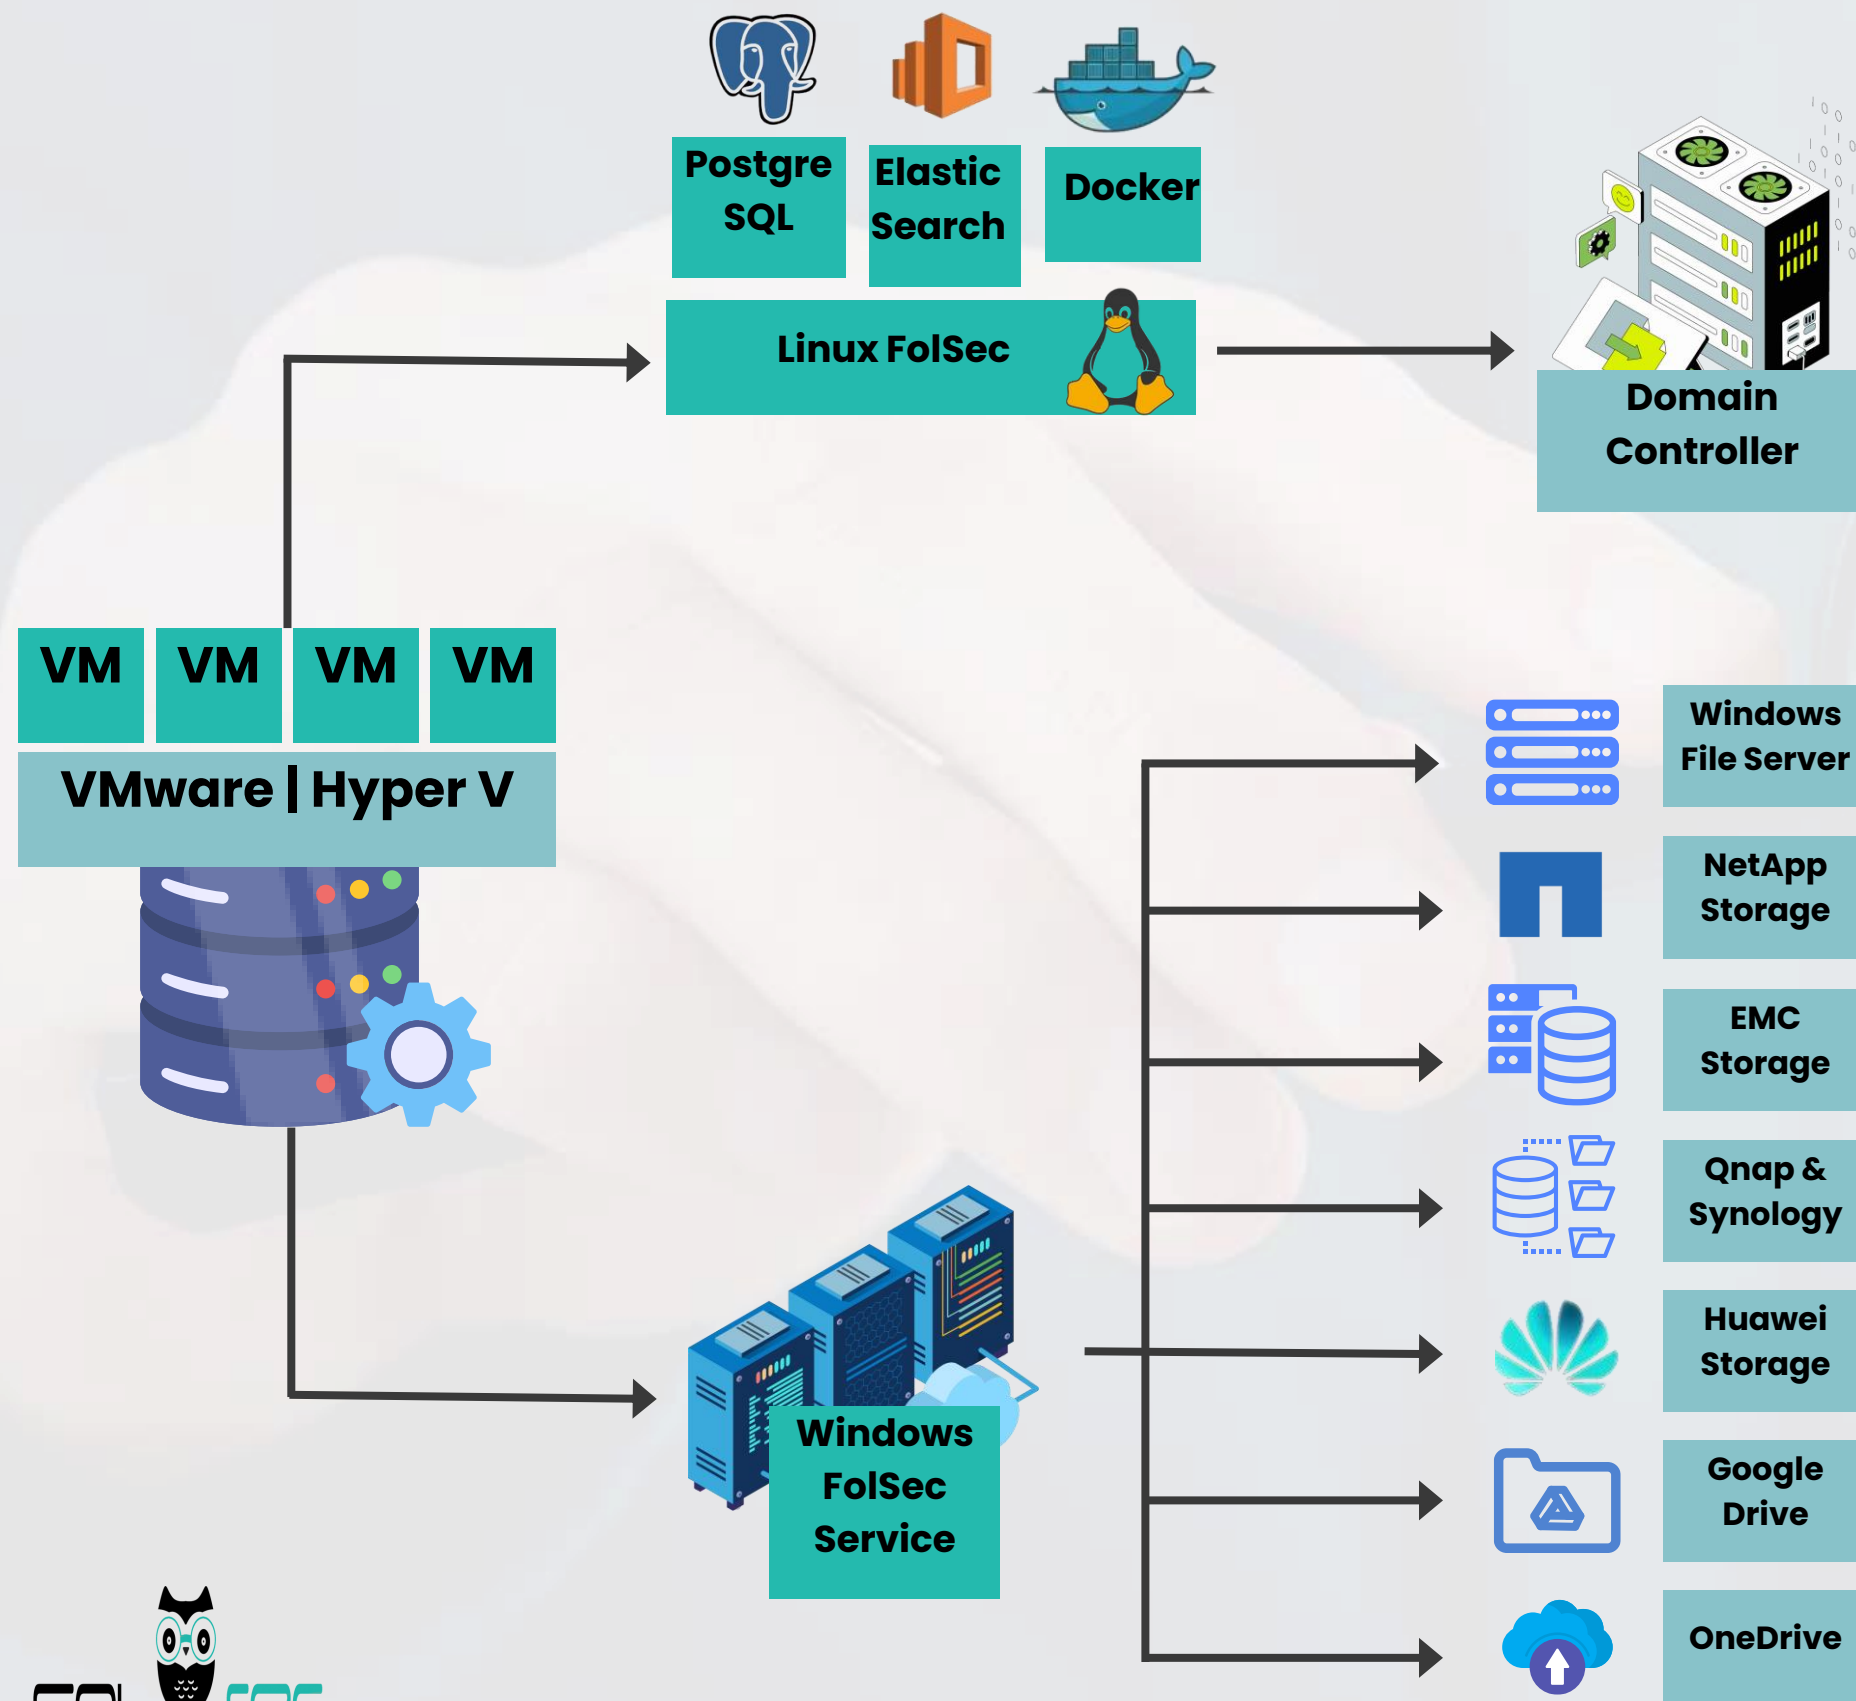 Postgre
SQL
Elastic
Search
Docker
Linux FolSec
Domain
Controller
VM VM VM VM
VMware | Hyper V
Windows
File Server
NetApp
Storage
EMC
Storage
Qnap &
Synology
Huawei
Storage
Google
Drive
OneDrive
Windows
FolSec
Service